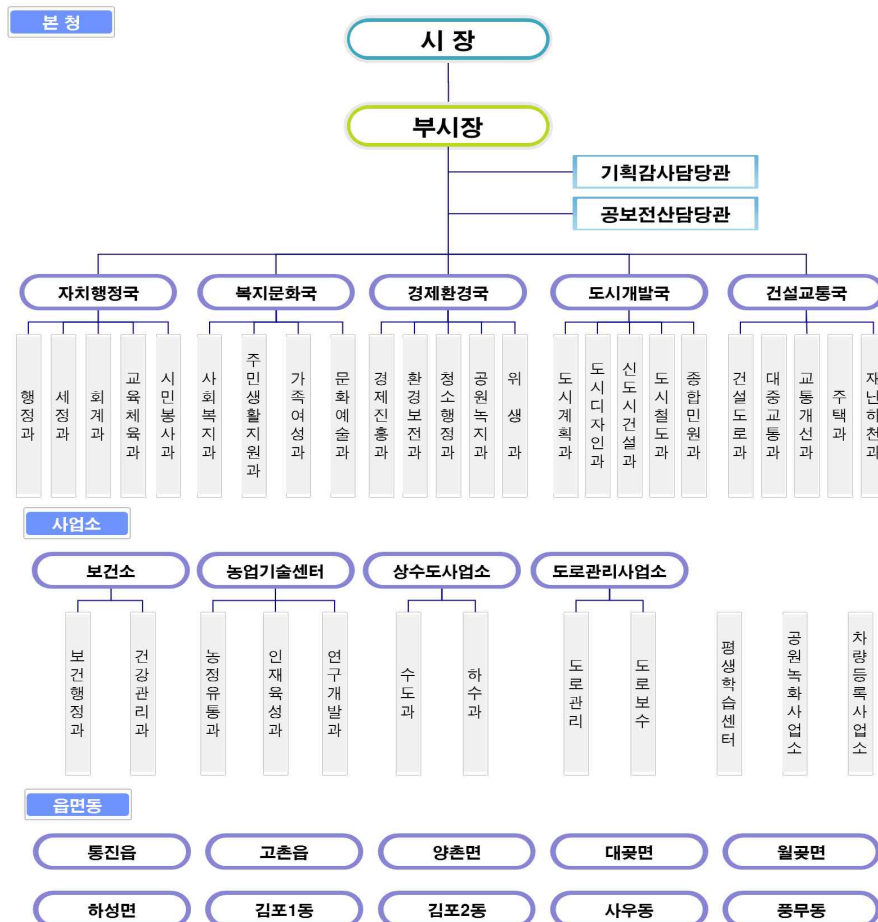 본 청
시 장
부시장
기획감사담당관
공보전산담당관
자치행정국
복지문화국
경제환경국
도시개발국
건설교통국
행정과
세정과
회계과
교육체육과
시민봉사과
사회복지과
주민생활지원과
가족여성과
문화예술과
경제진흥과
환경보전과
청소행정과
공원녹지과
위 생 과
도시계획과
도시디자인과
신도시건설과
도시철도과
종합민원과
건설도로과
대중교통과
교통개선과
주택과
재난하천과
사업소
보건소
농업기술센터
상수도사업소
도로관리사업소
보건행정과
건강관리과
농정유통과
인재육성과
연구개발과
수도과
하수과
도로관리
도로보수
평생학습센터
공원녹화사업소
차량등록사업소
읍면동
통진읍
고촌읍
양촌면
대곶면
월곶면
하성면
김포1동
김포2동
사우동
풍무동